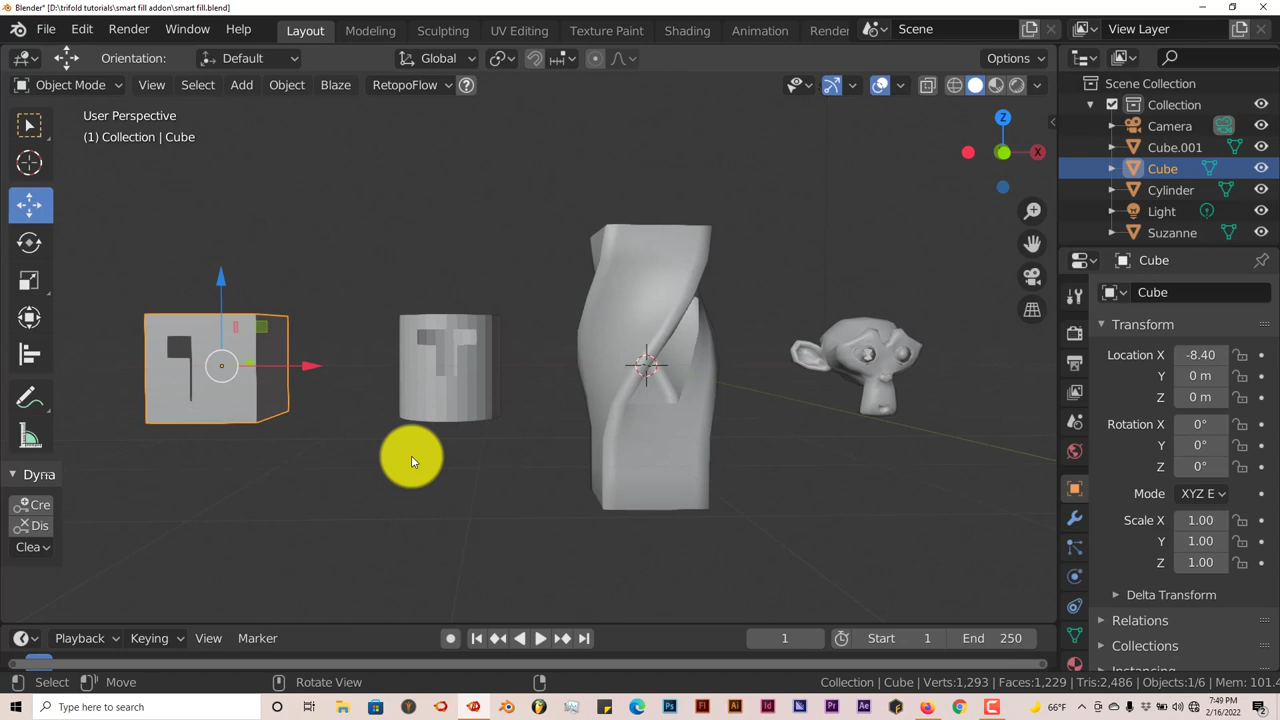 Blender* [D:\trifold tutorials\smart fill addon\smart fill.blend]
File Edit Render Window Help Layout Modeling Sculpting UV Editing Texture Paint Shading Animation Render Scene View Layer
Orientation: Default Global Options
Object Mode View Select Add Object Blaze RetopoFlow
User Perspective
(1) Collection | Cube
Z
X
Scene Collection
Collection
Camera
Cube.001
Cube
Cylinder
Light
Suzanne
Cube
Cube
Transform
Location X -8.40
Y 0 m
Z 0 m
Rotation X 0°
Y 0°
Z 0°
Mode XYZ E
Scale X 1.00
Y 1.00
Z 1.00
Delta Transform
Relations
Collections
Instancing
Dyna
Cre
Dis
Clea
Playback Keying View Marker 1 Start 1 End 250
Select Move Rotate View Collection | Cube | Verts:1,293 | Faces:1,229 | Tris:2,486 | Objects:1/6 | Mem: 101.4
Type here to search
66°F
7:49 PM
2/16/2022